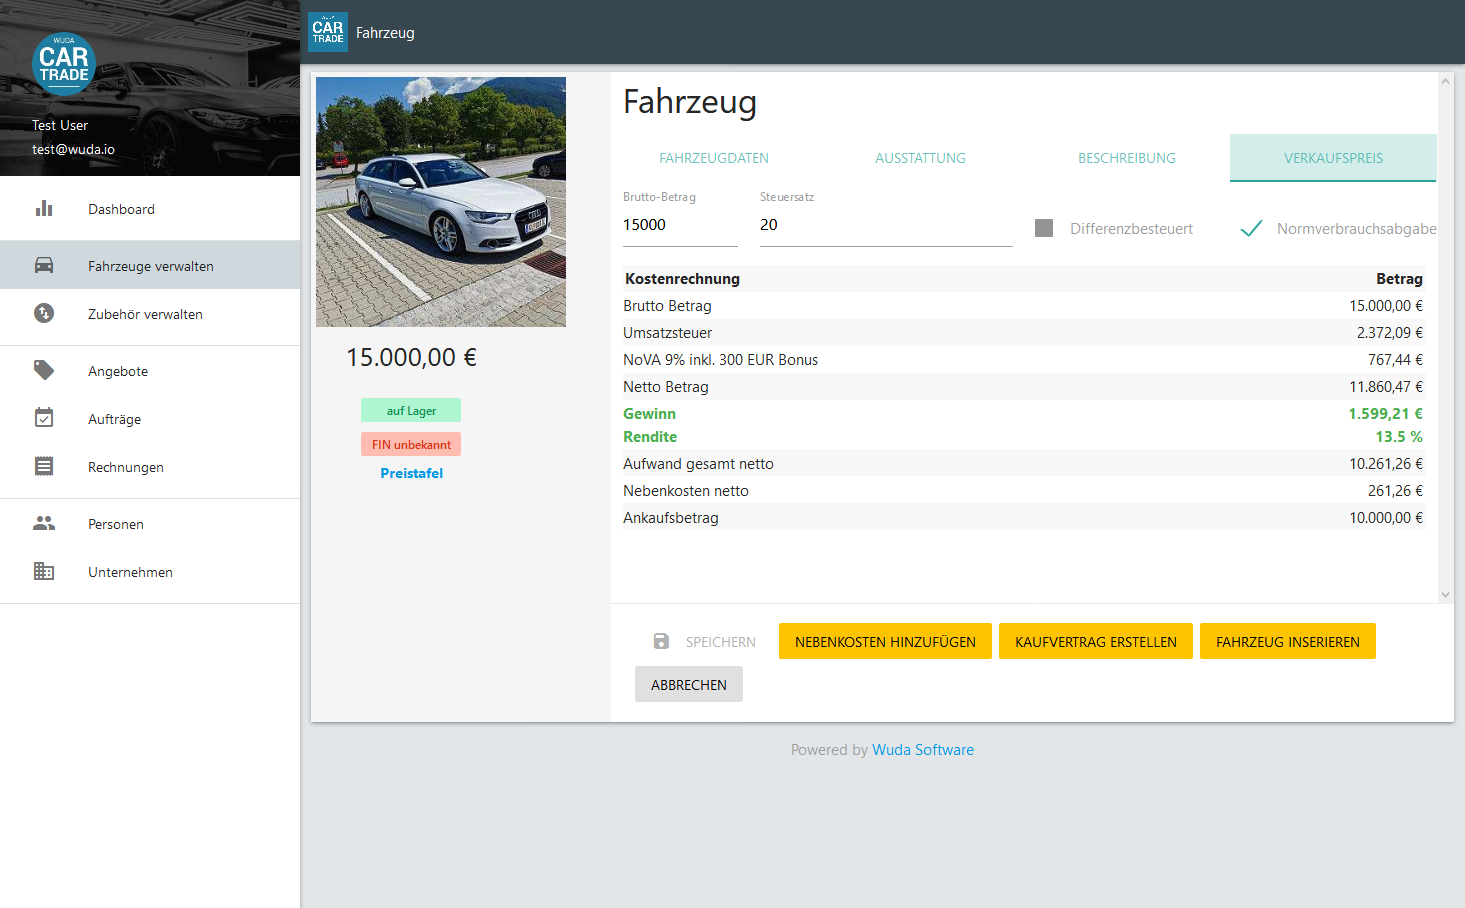 WUDA
CAR
TRADE
Test User
test@wuda.io
Dashboard
Fahrzeuge verwalten
Zubehör verwalten
Angebote
Aufträge
Rechnungen
Personen
Unternehmen
CAR
TRADE
Fahrzeug
15.000,00 €
auf Lager
FIN unbekannt
Preistafel
Fahrzeug
FAHRZEUGDATEN AUSSTATTUNG BESCHREIBUNG VERKAUFSPREIS
Brutto-Betrag Steuersatz
15000 20 Differenzbesteuert Normverbrauchsabgabe
Kostenrechnung Betrag
Brutto Betrag 15.000,00 €
Umsatzsteuer 2.372,09 €
NoVA 9% inkl. 300 EUR Bonus 767,44 €
Netto Betrag 11.860,47 €
Gewinn 1.599,21 €
Rendite 13.5 %
Aufwand gesamt netto 10.261,26 €
Nebenkosten netto 261,26 €
Ankaufsbetrag 10.000,00 €
SPEICHERN NEBENKOSTEN HINZUFÜGEN KAUFVERTRAG ERSTELLEN FAHRZEUG INSERIEREN
ABBRECHEN
Powered by Wuda Software